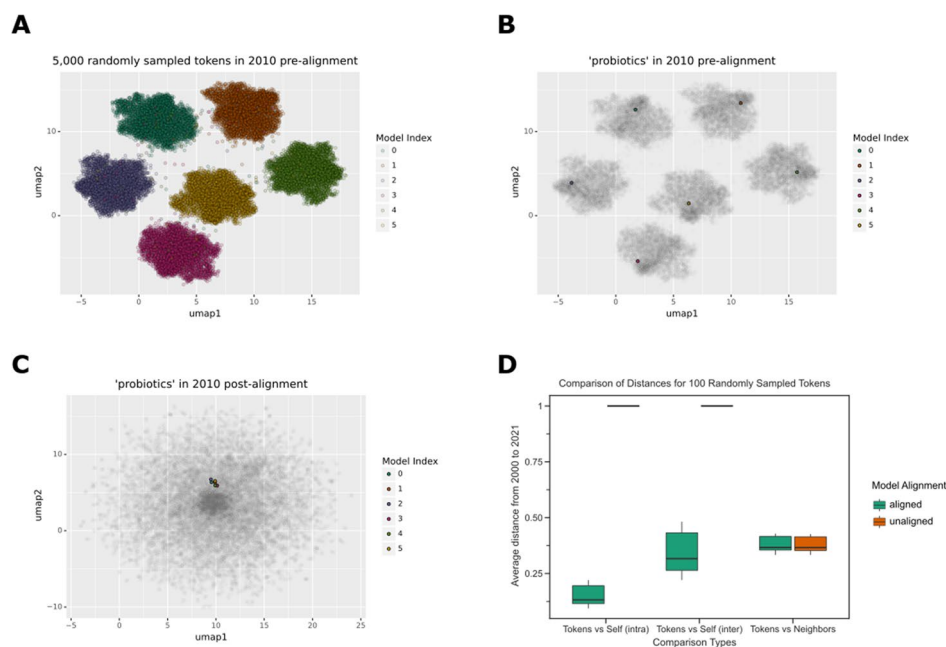 A
5,000 randomly sampled tokens in 2010 pre-alignment
umap2
10
0
−5
0
5
10
15
umap1
Model Index
0
1
2
3
4
5
B
'probiotics' in 2010 pre-alignment
umap2
10
0
−5
0
5
10
15
umap1
Model Index
0
1
2
3
4
5
C
'probiotics' in 2010 post-alignment
umap2
10
0
−10
−5
0
5
10
15
20
25
umap1
Model Index
0
1
2
3
4
5
D
Comparison of Distances for 100 Randomly Sampled Tokens
Average distance from 2000 to 2021
1
0.75
0.50
0.25
Tokens vs Self (intra)
Tokens vs Self (inter)
Tokens vs Neighbors
Comparison Types
Model Alignment
aligned
unaligned